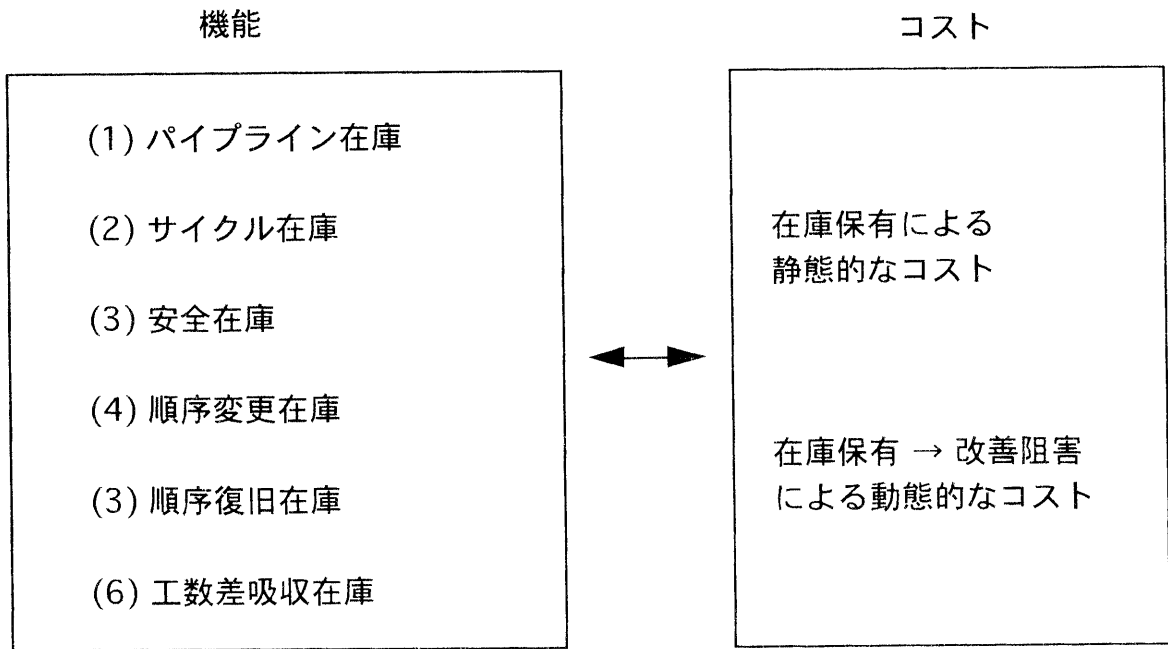 機能
(1) パイプライン在庫
(2) サイクル在庫
(3) 安全在庫
(4) 順序変更在庫
(3) 順序復旧在庫
(6) 工数差吸収在庫
コスト
在庫保有による
静態的なコスト
在庫保有 → 改善阻害
による動態的なコスト